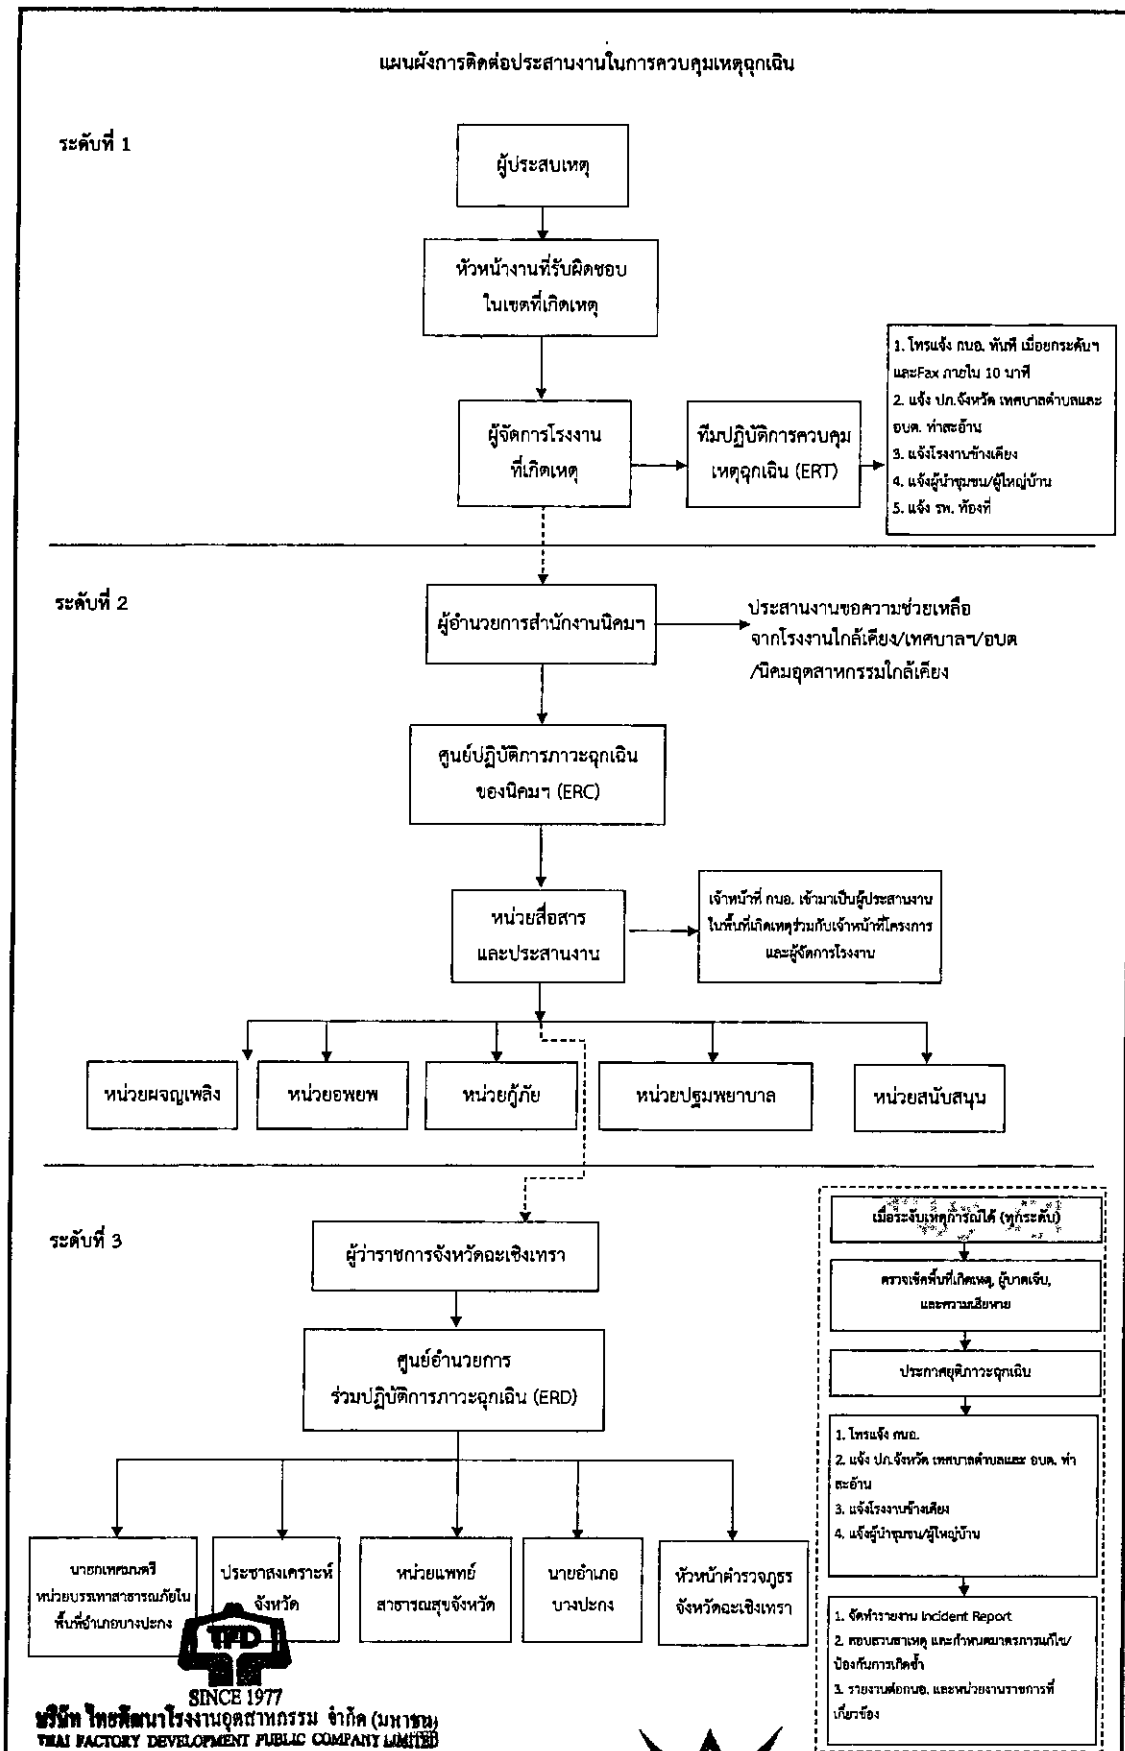 แผนผังการติดต่อประสานงานในการควบคุมเหตุฉุกเฉิน
ระดับที่ 1
ผู้ประสบเหตุ
หัวหน้างานที่รับผิดชอบ
ในเขตที่เกิดเหตุ
ผู้จัดการโรงงาน
ที่เกิดเหตุ
ทีมปฏิบัติการควบคุม
เหตุฉุกเฉิน (ERT)
1. โทรแจ้ง กนอ. ทันที เมื่อยกระดับฯ
และFax ภายใน 10 นาที
2. แจ้ง ปภ.จังหวัด เทศบาลตำบลและ
อบต. ท่าสะอ้าน
3. แจ้งโรงงานข้างเคียง
4. แจ้งผู้นำชุมชน/ผู้ใหญ่บ้าน
5. แจ้ง รพ. ท้องที่
ระดับที่ 2
ผู้อำนวยการสำนักงานนิคมฯ
ประสานงานขอความช่วยเหลือ
จากโรงงานใกล้เคียง/เทศบาลฯ/อบต
/นิคมอุตสาหกรรมใกล้เคียง
ศูนย์ปฏิบัติการภาวะฉุกเฉิน
ของนิคมฯ (ERC)
หน่วยสื่อสาร
และประสานงาน
เจ้าหน้าที่ กนอ. เข้ามาเป็นผู้ประสานงาน
ในพื้นที่เกิดเหตุร่วมกับเจ้าหน้าที่โครงการ
และผู้จัดการโรงงาน
หน่วยผจญเพลิง
หน่วยอพยพ
หน่วยกู้ภัย
หน่วยปฐมพยาบาล
หน่วยสนับสนุน
ระดับที่ 3
ผู้ว่าราชการจังหวัดฉะเชิงเทรา
ศูนย์อำนวยการ
ร่วมปฏิบัติการภาวะฉุกเฉิน (ERD)
นายกเทศมนตรี
หน่วยบรรเทาสาธารณภัยใน
พื้นที่อำเภอบางปะกง
ประชาสงเคราะห์
จังหวัด
หน่วยแพทย์
สาธารณสุขจังหวัด
นายอำเภอ
บางปะกง
หัวหน้าตำรวจภูธร
จังหวัดฉะเชิงเทรา
เมื่อระงับเหตุการณ์ได้ (ทุกระดับ)
ตรวจเช็คพื้นที่เกิดเหตุ, ผู้บาดเจ็บ,
และความเสียหาย
ประกาศยุติภาวะฉุกเฉิน
1. โทรแจ้ง กนอ.
2. แจ้ง ปภ.จังหวัด เทศบาลตำบลและ อบต. ท่า
สะอ้าน
3. แจ้งโรงงานข้างเคียง
4. แจ้งผู้นำชุมชน/ผู้ใหญ่บ้าน
1. จัดทำรายงาน Incident Report
2. สอบสวนสาเหตุ และกำหนดมาตรการแก้ไข/
ป้องกันการเกิดซ้ำ
3. รายงานต่อกนอ. และหน่วยงานราชการที่
เกี่ยวข้อง
TFD
SINCE 1977
บริษัท ไทยพัฒนาโรงงานอุตสาหกรรม จำกัด (มหาชน)
THAI FACTORY DEVELOPMENT PUBLIC COMPANY LIMITED